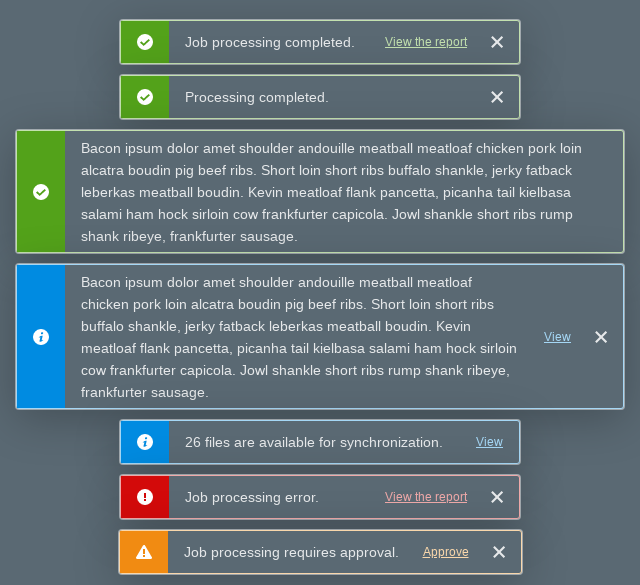 Job processing completed. View the report
Processing completed.
Bacon ipsum dolor amet shoulder andouille meatball meatloaf chicken pork loin
alcatra boudin pig beef ribs. Short loin short ribs buffalo shankle, jerky fatback
leberkas meatball boudin. Kevin meatloaf flank pancetta, picanha tail kielbasa
salami ham hock sirloin cow frankfurter capicola. Jowl shankle short ribs rump
shank ribeye, frankfurter sausage.
Bacon ipsum dolor amet shoulder andouille meatball meatloaf
chicken pork loin alcatra boudin pig beef ribs. Short loin short ribs
buffalo shankle, jerky fatback leberkas meatball boudin. Kevin
meatloaf flank pancetta, picanha tail kielbasa salami ham hock sirloin
cow frankfurter capicola. Jowl shankle short ribs rump shank ribeye,
frankfurter sausage.
View
26 files are available for synchronization. View
Job processing error. View the report
Job processing requires approval. Approve